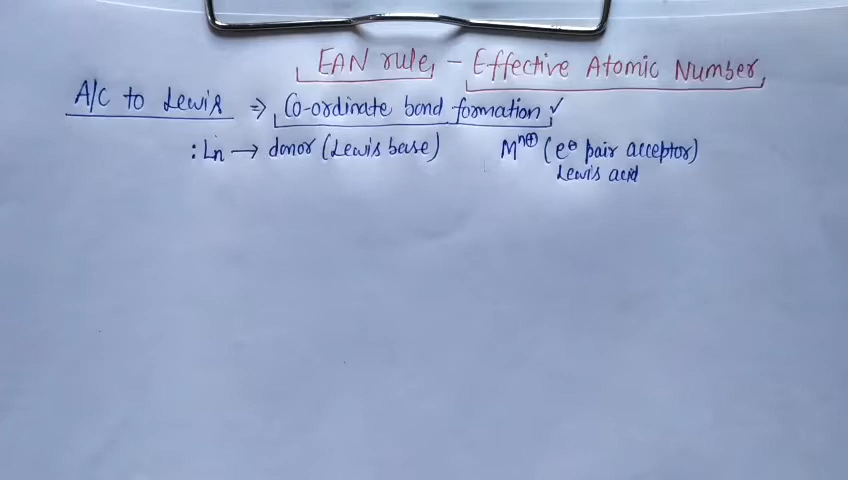 EAN rule, - Effective Atomic Number,
A/c to Lewis ⇒ Co-ordinate bond formation ✓
:Ln → donor (Lewis base) Mⁿ⊕ (e⊖ pair acceptor)
Lewis acid